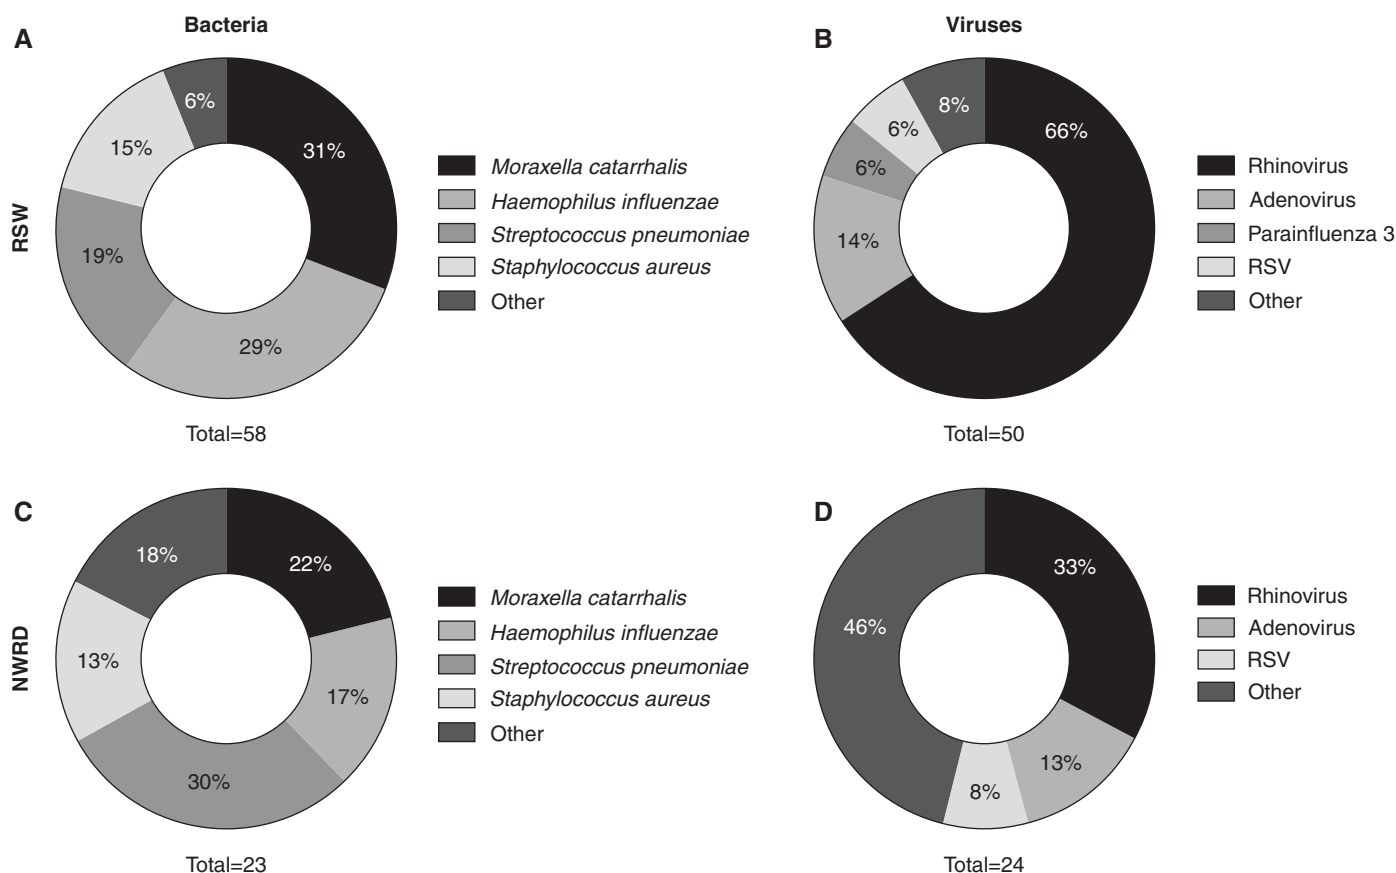 Bacteria
Viruses
A
B
RSW
6%
31%
15%
19%
29%
Moraxella catarrhalis
Haemophilus influenzae
Streptococcus pneumoniae
Staphylococcus aureus
Other
Total=58
8%
66%
6%
6%
14%
Rhinovirus
Adenovirus
Parainfluenza 3
RSV
Other
Total=50
C
D
NWRD
18%
22%
13%
17%
30%
Moraxella catarrhalis
Haemophilus influenzae
Streptococcus pneumoniae
Staphylococcus aureus
Other
Total=23
33%
46%
13%
8%
Rhinovirus
Adenovirus
RSV
Other
Total=24